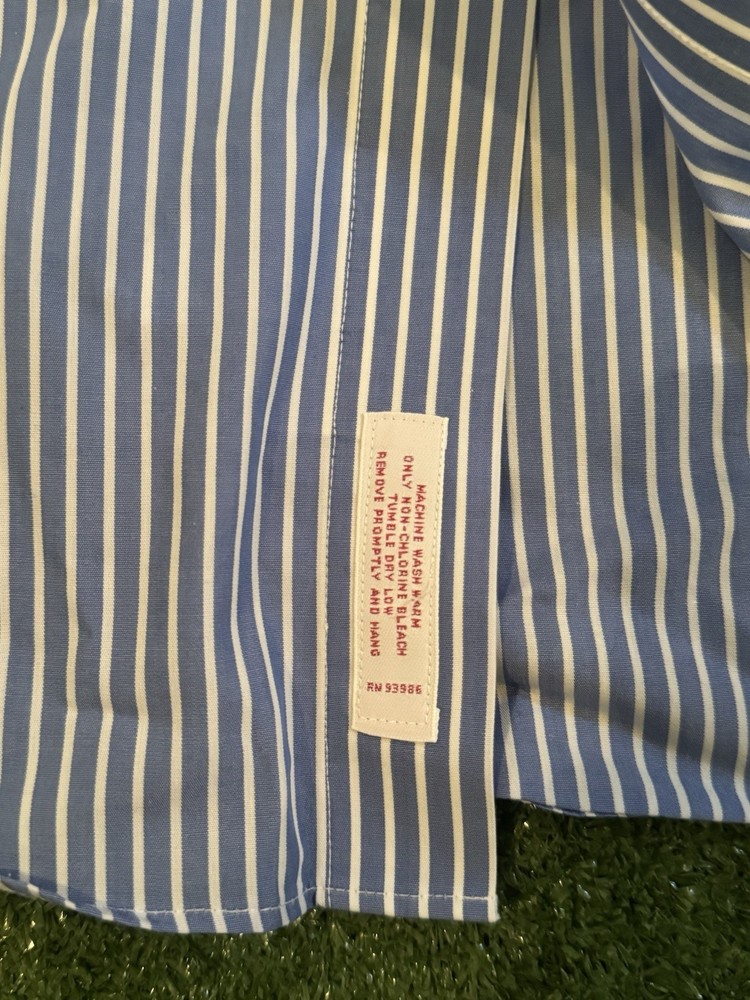 MACHINE WASH WARM
ONLY NON-CHLORINE BLEACH
TUMBLE DRY LOW
REMOVE PROMPTLY AND HANG
RN 93986